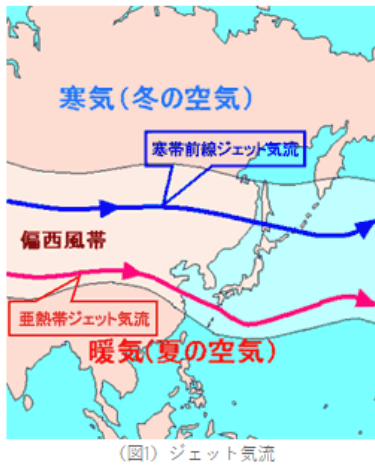 寒気(冬の空気)
寒帯前線ジェット気流
偏西風帯
亜熱帯ジェット気流
暖気(夏の空気)
(図1) ジェット気流